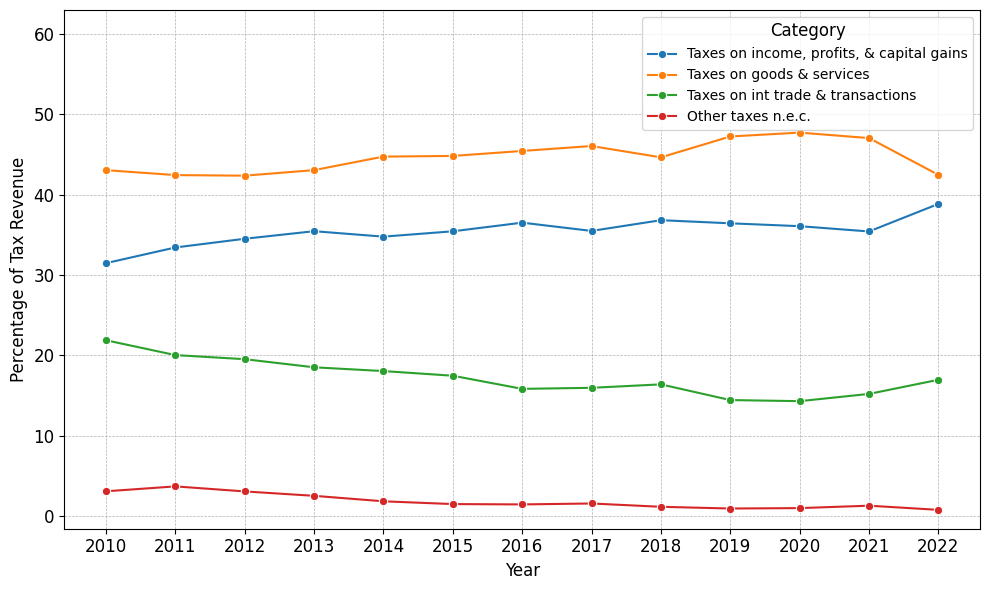 Category
Taxes on income, profits, & capital gains
Taxes on goods & services
Taxes on int trade & transactions
Other taxes n.e.c.
Percentage of Tax Revenue
60
50
40
30
20
10
0
2010 2011 2012 2013 2014 2015 2016 2017 2018 2019 2020 2021 2022
Year